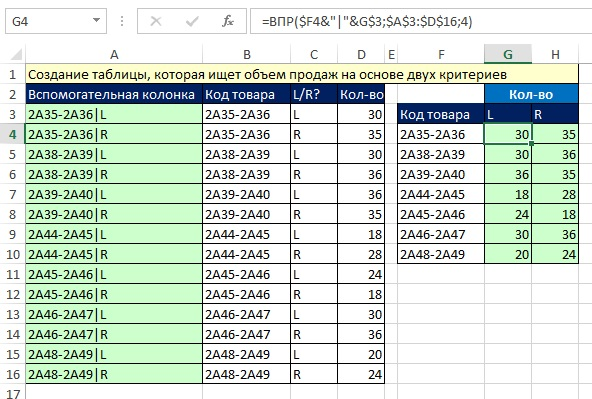 G4 fx =ВПР($F4&"|"&G$3;$A$3:$D$16;4)
A B C D E F G H
1 Создание таблицы, которая ищет объем продаж на основе двух критериев
2 Вспомогательная колонка Код товара L/R? Кол-во Кол-во
3 2A35-2A36|L 2A35-2A36 L 30 Код товара L R
4 2A35-2A36|R 2A35-2A36 R 35 2A35-2A36 30 35
5 2A38-2A39|L 2A38-2A39 L 30 2A38-2A39 30 36
6 2A38-2A39|R 2A38-2A39 R 36 2A39-2A40 36 35
7 2A39-2A40|L 2A39-2A40 L 36 2A44-2A45 18 28
8 2A39-2A40|R 2A39-2A40 R 35 2A45-2A46 24 18
9 2A44-2A45|L 2A44-2A45 L 18 2A46-2A47 30 36
10 2A44-2A45|R 2A44-2A45 R 28 2A48-2A49 20 24
11 2A45-2A46|L 2A45-2A46 L 24
12 2A45-2A46|R 2A45-2A46 R 18
13 2A46-2A47|L 2A46-2A47 L 30
14 2A46-2A47|R 2A46-2A47 R 36
15 2A48-2A49|L 2A48-2A49 L 20
16 2A48-2A49|R 2A48-2A49 R 24
17